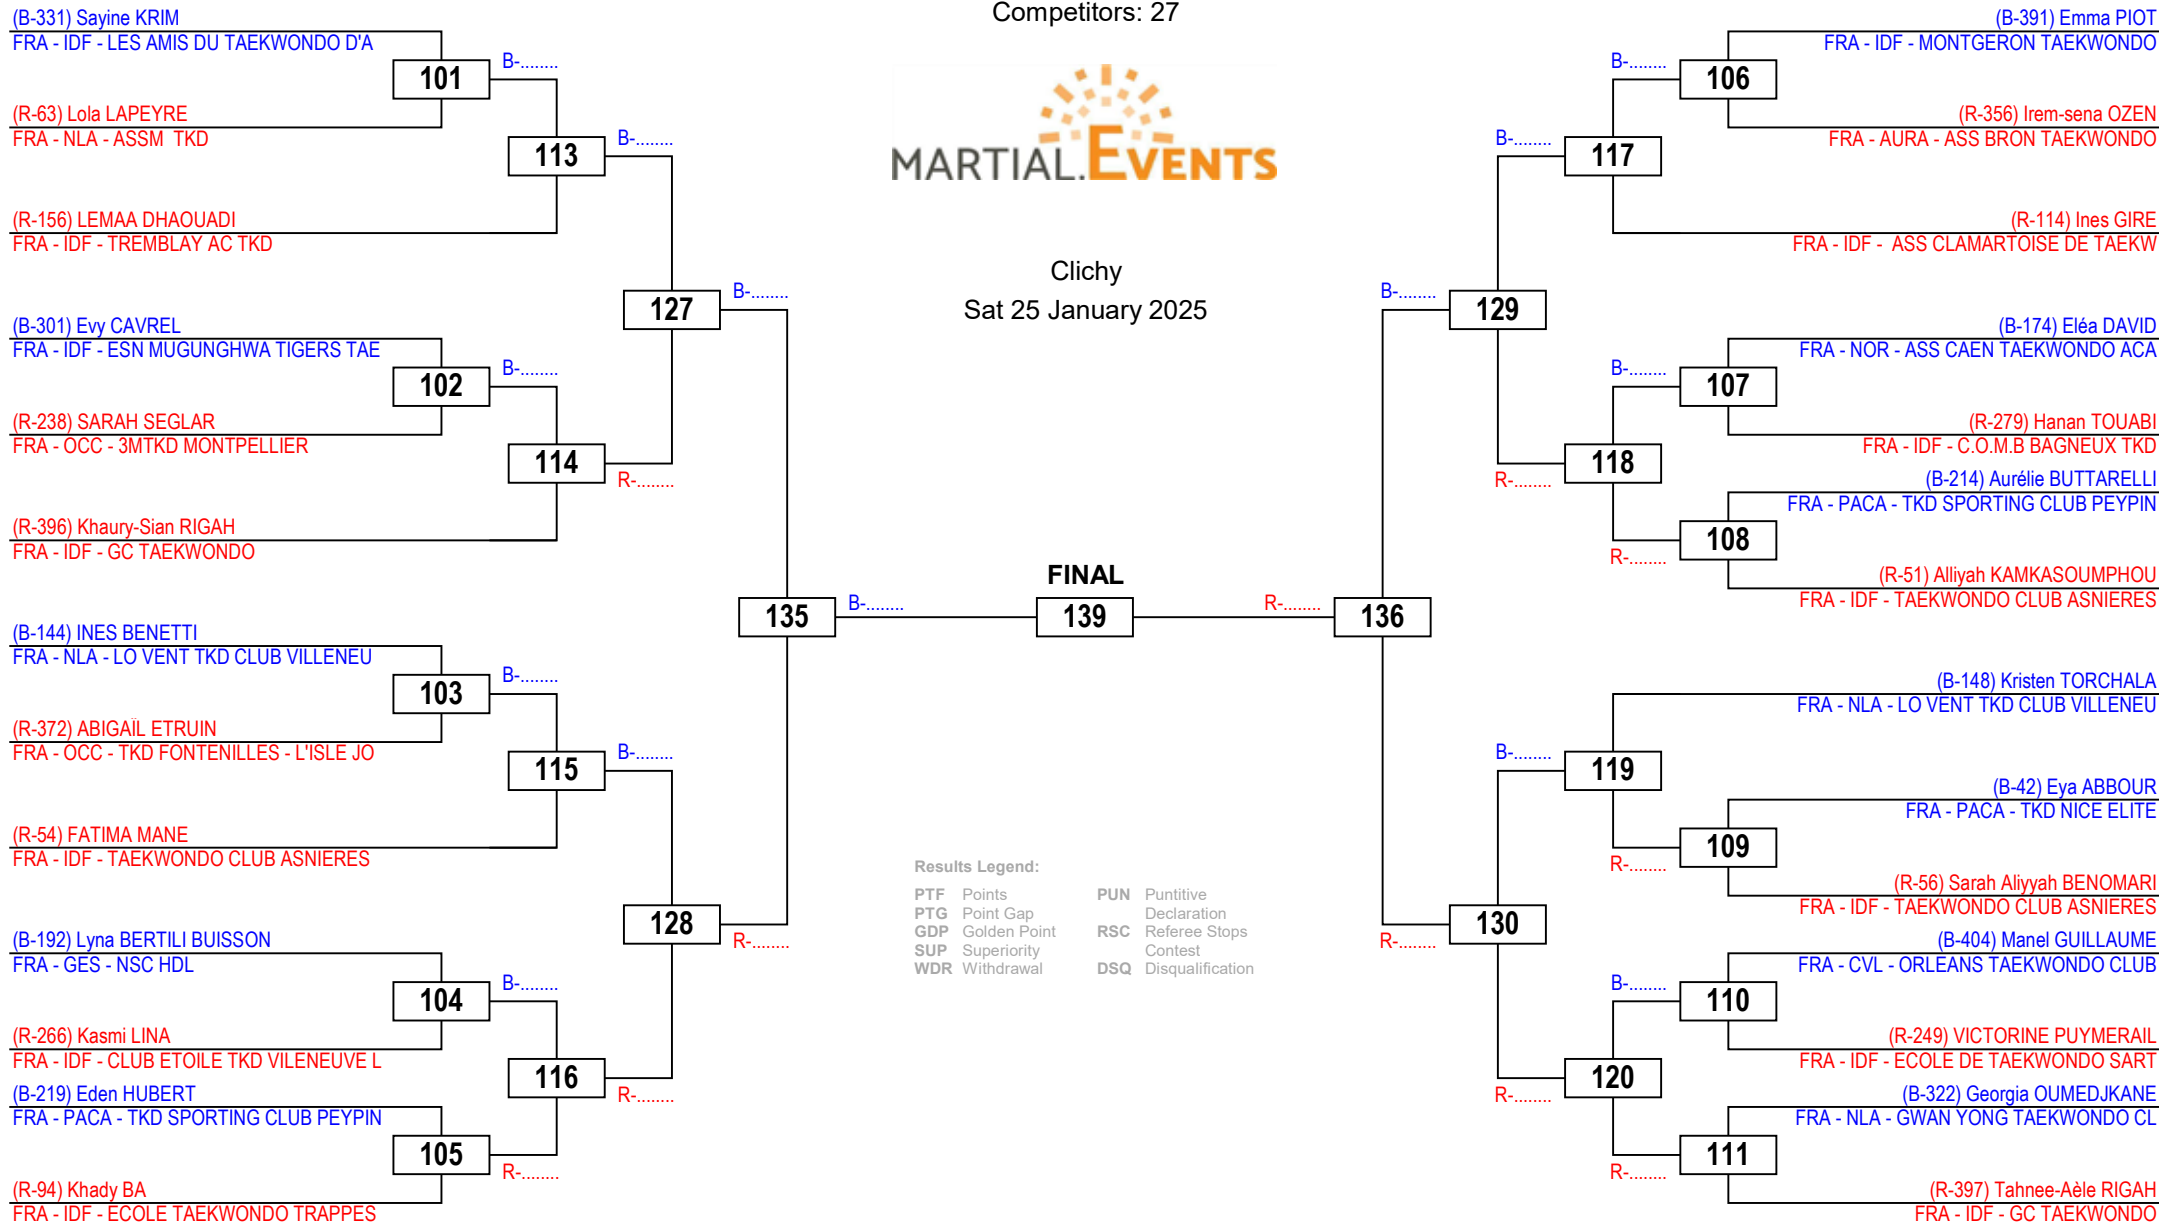 Competitors: 27
MARTIAL.EVENTS
Clichy
Sat 25 January 2025
(B-331) Sayine KRIM
FRA - IDF - LES AMIS DU TAEKWONDO D'A
101
B-........
(R-63) Lola LAPEYRE
FRA - NLA - ASSM  TKD
113
B-........
(R-156) LEMAA DHAOUADI
FRA - IDF - TREMBLAY AC TKD
127
B-........
(B-301) Evy CAVREL
FRA - IDF - ESN MUGUNGHWA TIGERS TAE
102
B-........
(R-238) SARAH SEGLAR
FRA - OCC - 3MTKD MONTPELLIER
114
R-........
(R-396) Khaury-Sian RIGAH
FRA - IDF - GC TAEKWONDO
135
B-........
(B-144) INES BENETTI
FRA - NLA - LO VENT TKD CLUB VILLENEU
103
B-........
(R-372) ABIGAÏL ETRUIN
FRA - OCC - TKD FONTENILLES - L'ISLE JO
115
B-........
(R-54) FATIMA MANE
FRA - IDF - TAEKWONDO CLUB ASNIERES
128
R-........
(B-192) Lyna BERTILI BUISSON
FRA - GES - NSC HDL
104
B-........
(R-266) Kasmi LINA
FRA - IDF - CLUB ETOILE TKD VILENEUVE L
116
R-........
(B-219) Eden HUBERT
FRA - PACA - TKD SPORTING CLUB PEYPIN
105
R-........
(R-94) Khady BA
FRA - IDF - ECOLE TAEKWONDO TRAPPES
FINAL
139
Results Legend:
PTF Points
PTG Point Gap
GDP Golden Point
SUP Superiority
WDR Withdrawal
PUN Puntitive
Declaration
RSC Referee Stops
Contest
DSQ Disqualification
(B-391) Emma PIOT
FRA - IDF - MONTGERON TAEKWONDO
B-........
106
(R-356) Irem-sena OZEN
FRA - AURA - ASS BRON TAEKWONDO
B-........
117
(R-114) Ines GIRE
FRA - IDF -  ASS CLAMARTOISE DE TAEKW
B-........
129
(B-174) Eléa DAVID
FRA - NOR - ASS CAEN TAEKWONDO ACA
B-........
107
(R-279) Hanan TOUABI
FRA - IDF - C.O.M.B BAGNEUX TKD
R-........
118
(B-214) Aurélie BUTTARELLI
FRA - PACA - TKD SPORTING CLUB PEYPIN
108
R-........
(R-51) Alliyah KAMKASOUMPHOU
FRA - IDF - TAEKWONDO CLUB ASNIERES
R-........
136
(B-148) Kristen TORCHALA
FRA - NLA - LO VENT TKD CLUB VILLENEU
B-........
119
(B-42) Eya ABBOUR
FRA - PACA - TKD NICE ELITE
109
R-........
(R-56) Sarah Aliyyah BENOMARI
FRA - IDF - TAEKWONDO CLUB ASNIERES
R-........
130
(B-404) Manel GUILLAUME
FRA - CVL - ORLEANS TAEKWONDO CLUB
B-........
110
(R-249) VICTORINE PUYMERAIL
FRA - IDF - ECOLE DE TAEKWONDO SART
R-........
120
(B-322) Georgia OUMEDJKANE
FRA - NLA - GWAN YONG TAEKWONDO CL
111
R-........
(R-397) Tahnee-Aèle RIGAH
FRA - IDF - GC TAEKWONDO